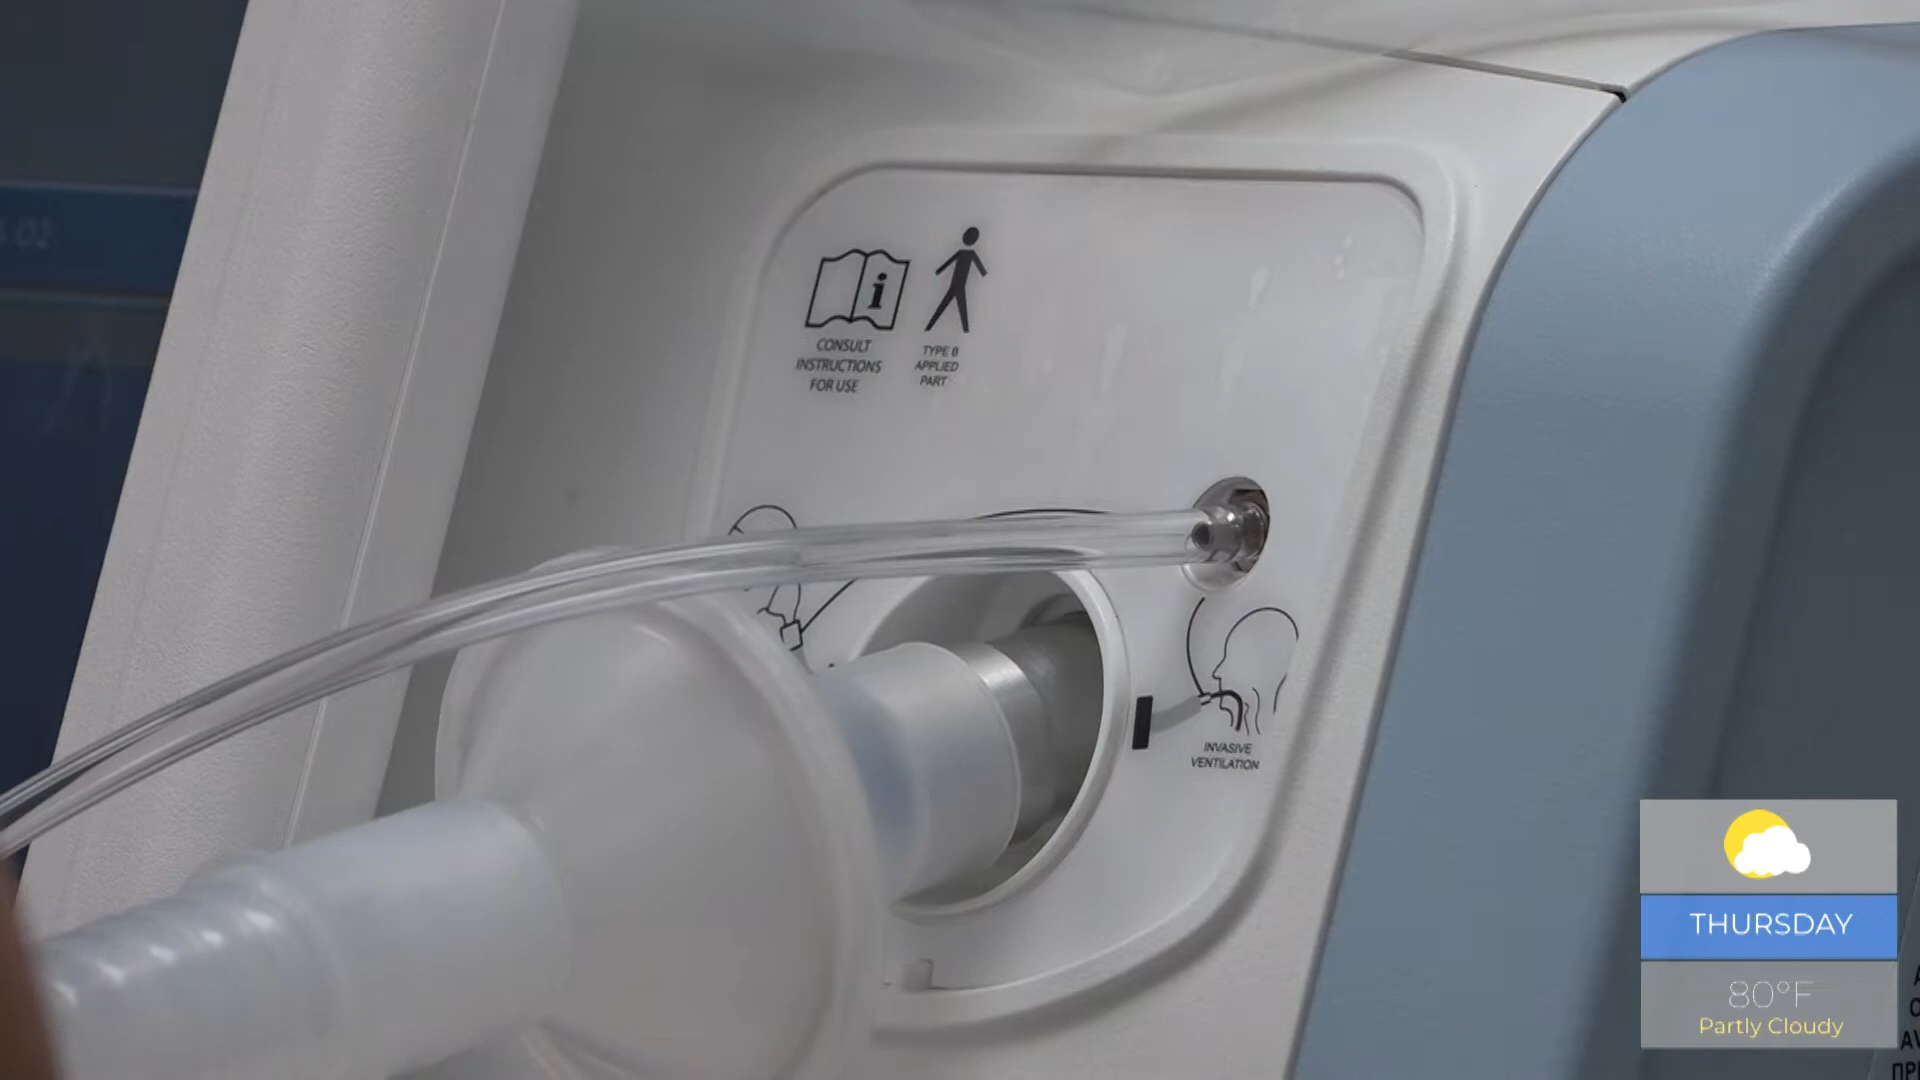 CONSULT
INSTRUCTIONS
FOR USE
TYPE B
APPLIED
PART
INVASIVE
VENTILATION
THURSDAY
80°F
Partly Cloudy